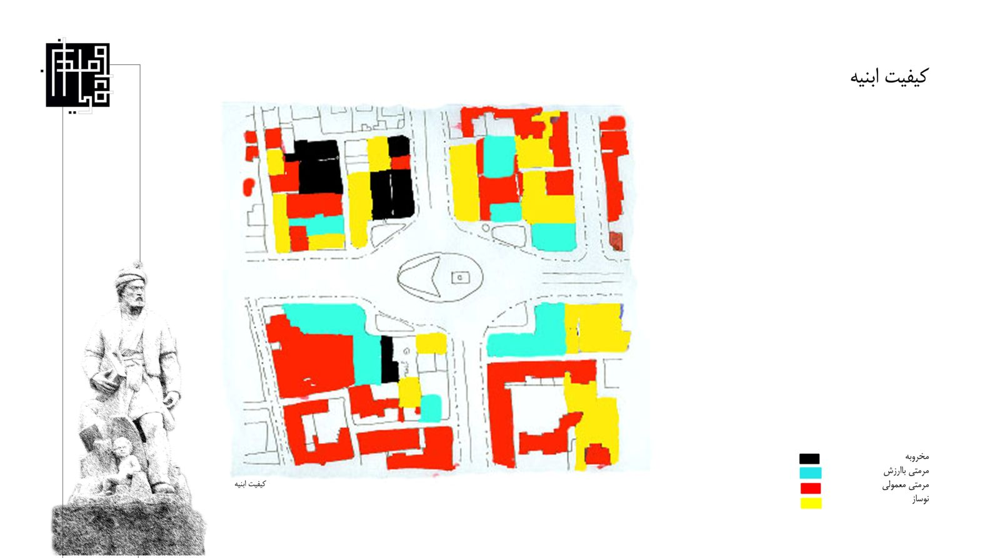 کیفیت ابنیه
کیفیت ابنیه
مخروبه
مرمتی باارزش
مرمتی معمولی
نوساز